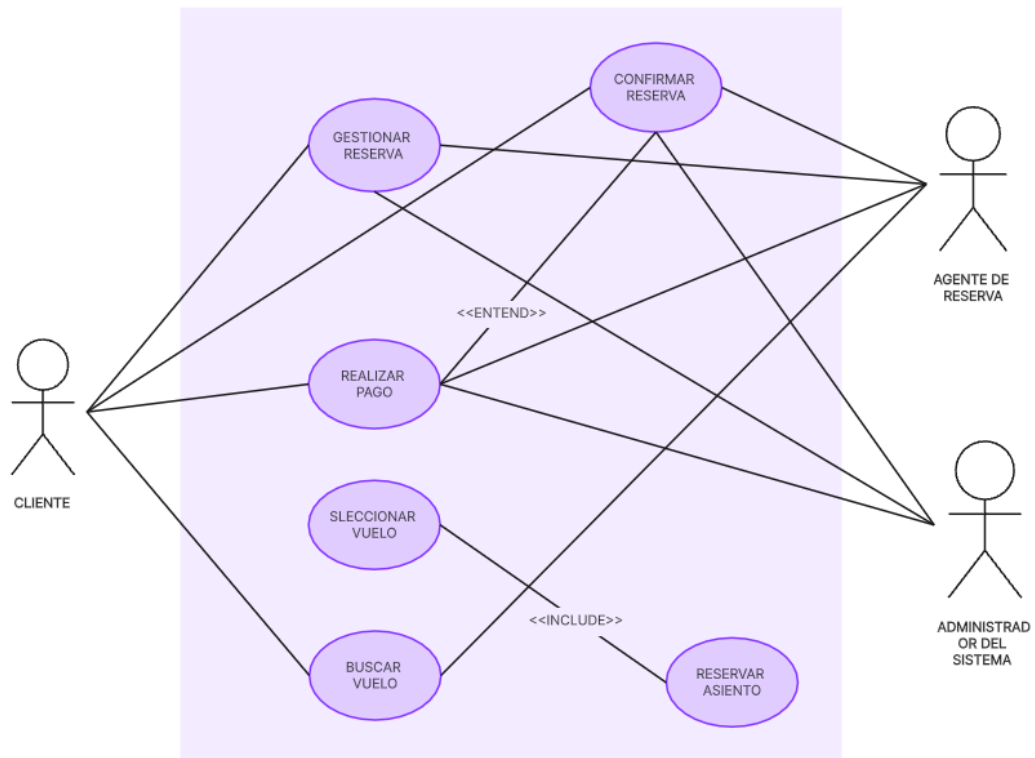 CONFIRMAR
RESERVA
GESTIONAR
RESERVA
AGENTE DE
RESERVA
<<ENTEND>>
REALIZAR
PAGO
CLIENTE
SLECCIONAR
VUELO
<<INCLUDE>>
ADMINISTRAD
OR DEL
SISTEMA
BUSCAR
VUELO
RESERVAR
ASIENTO